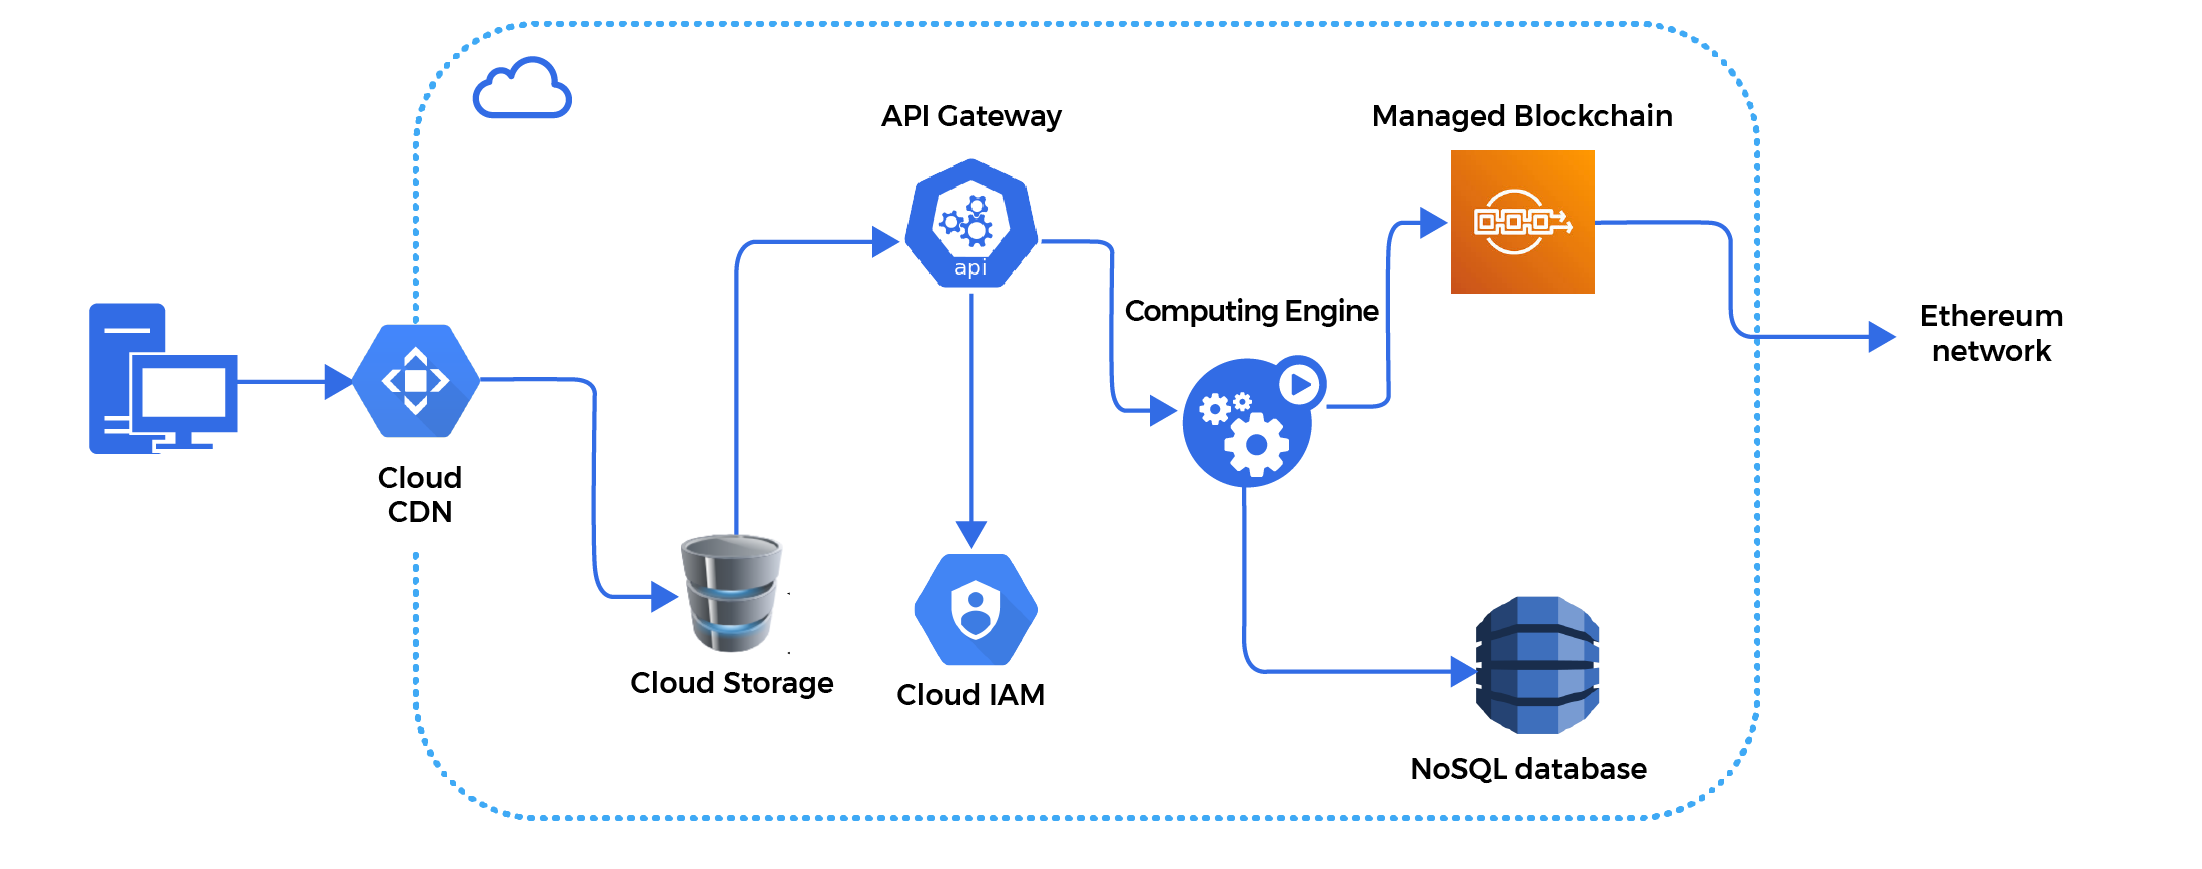 API Gateway
Managed Blockchain
api
Computing Engine
Ethereum
network
Cloud
CDN
Cloud Storage
Cloud IAM
NoSQL database